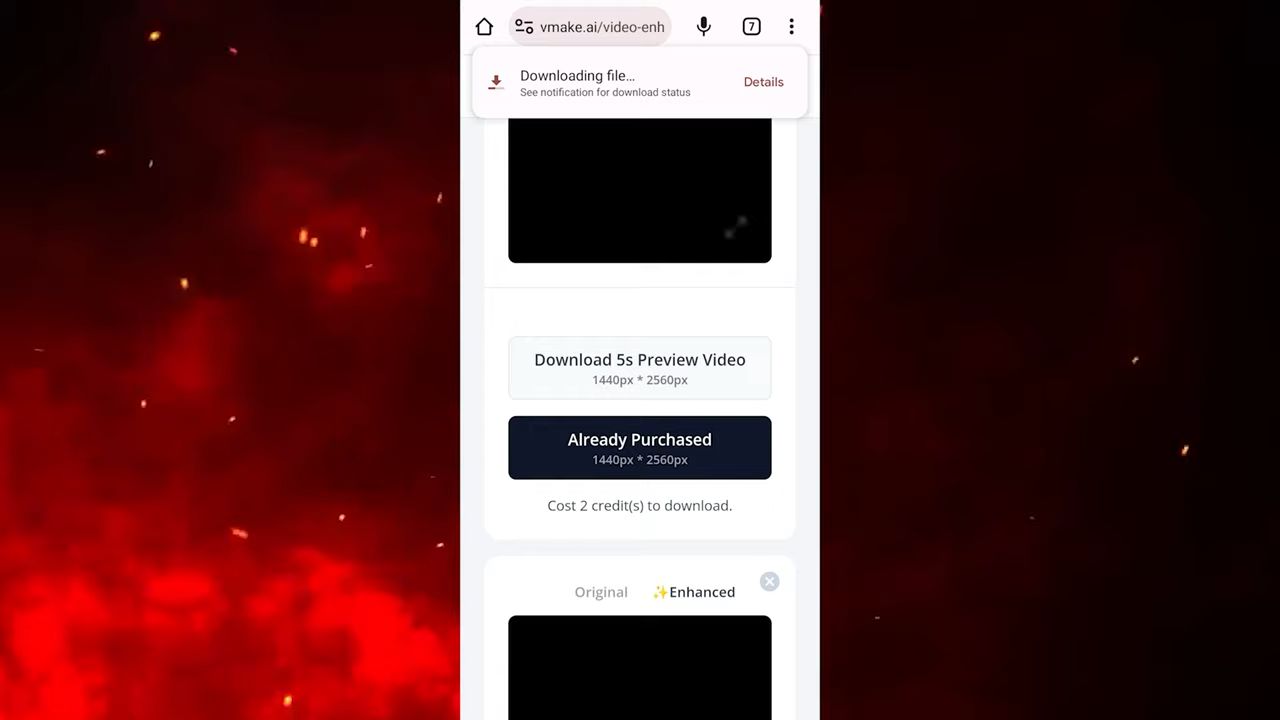 vmake.ai/video-enh
7
Downloading file...
See notification for download status
Details
Download 5s Preview Video
1440px * 2560px
Already Purchased
1440px * 2560px
Cost 2 credit(s) to download.
Original
✨Enhanced